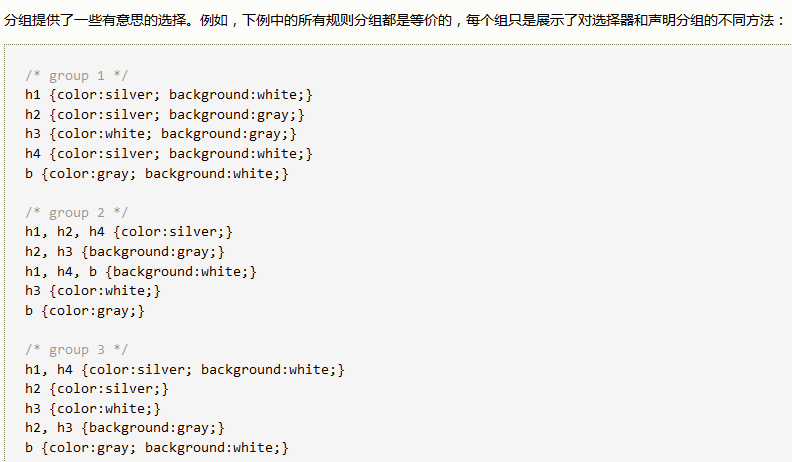 分组提供了一些有意思的选择。例如，下例中的所有规则分组都是等价的，每个组只是展示了对选择器和声明分组的不同方法：
/* group 1 */
h1 {color:silver; background:white;}
h2 {color:silver; background:gray;}
h3 {color:white; background:gray;}
h4 {color:silver; background:white;}
b {color:gray; background:white;}
/* group 2 */
h1, h2, h4 {color:silver;}
h2, h3 {background:gray;}
h1, h4, b {background:white;}
h3 {color:white;}
b {color:gray;}
/* group 3 */
h1, h4 {color:silver; background:white;}
h2 {color:silver;}
h3 {color:white;}
h2, h3 {background:gray;}
b {color:gray; background:white;}